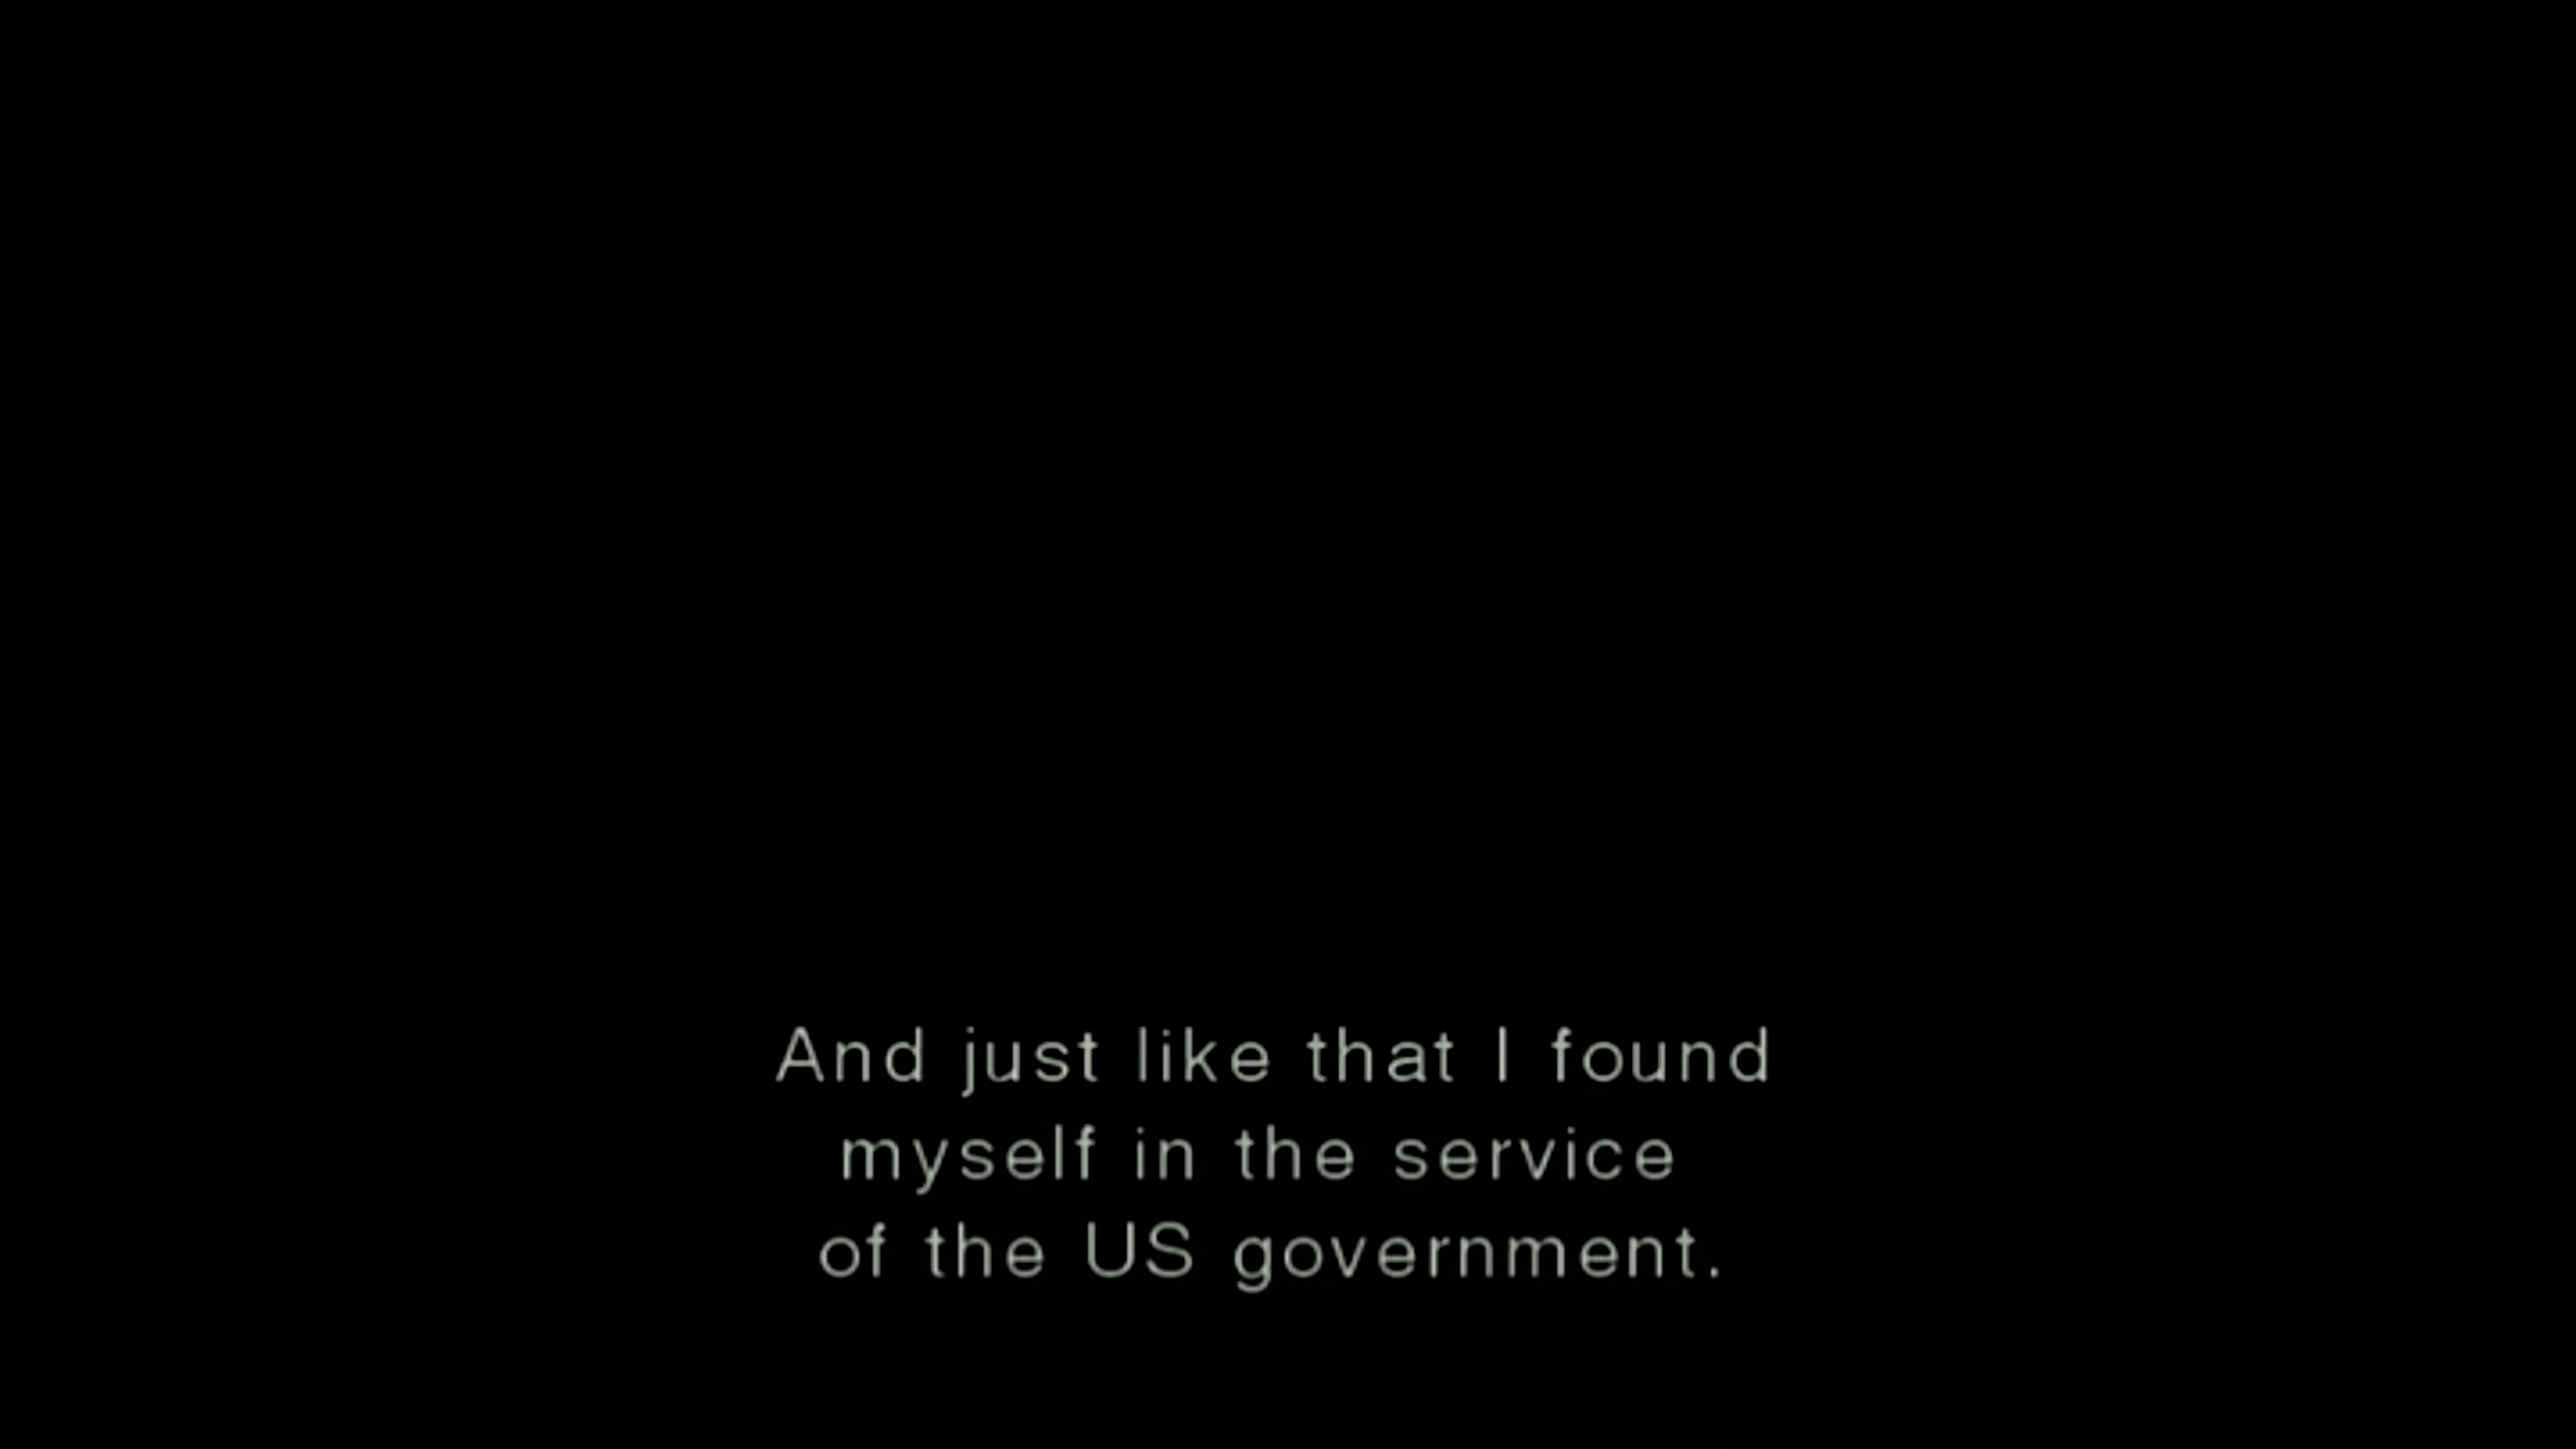 And just like that I found
myself in the service
of the US government.